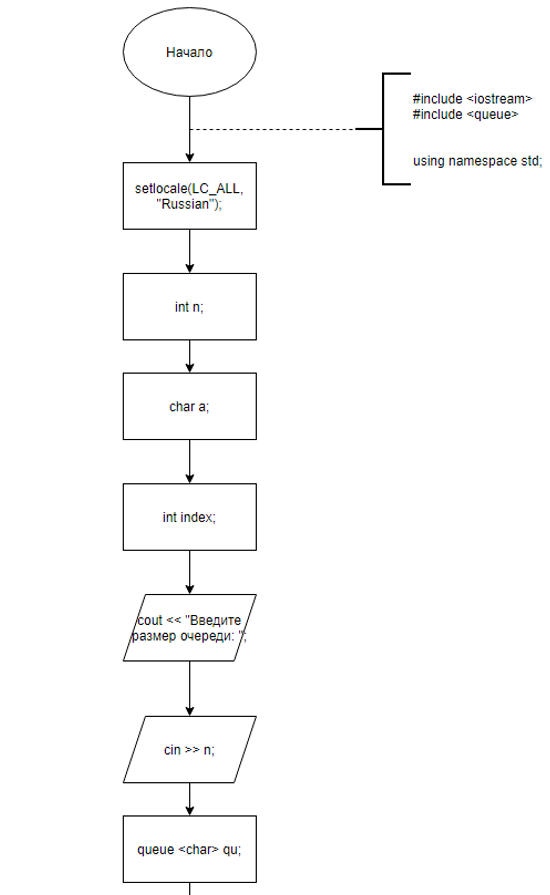 Начало
#include <iostream>
#include <queue>
using namespace std;
setlocale(LC_ALL,
"Russian");
int n;
char a;
int index;
cout << "Введите
размер очереди: ";
cin >> n;
queue <char> qu;